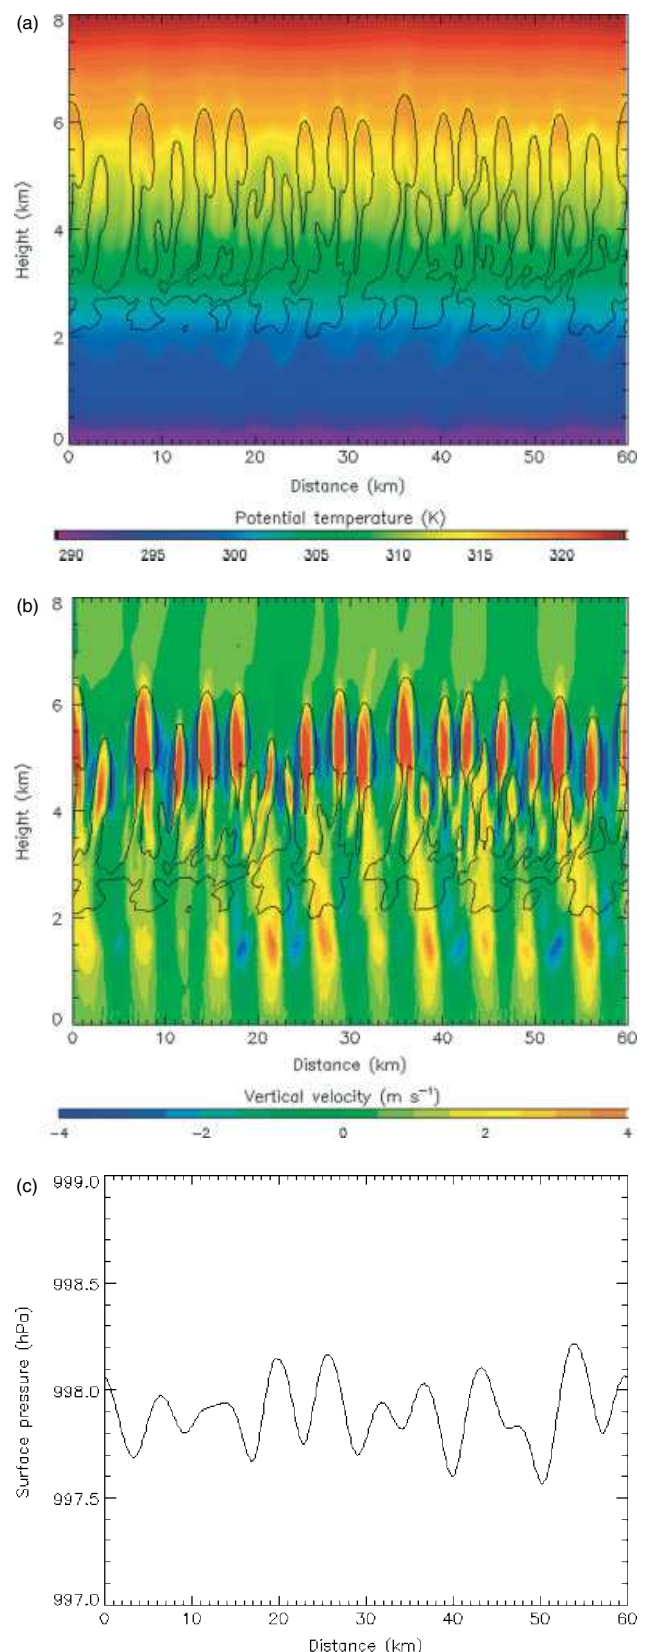 (a)
8
6
4
2
0
Height (km)
0 10 20 30 40 50 60
Distance (km)
Potential temperature (K)
290 295 300 305 310 315 320
(b)
8
6
4
2
0
Height (km)
0 10 20 30 40 50 60
Distance (km)
Vertical velocity (m s⁻¹)
-4 -2 0 2 4
(c)
999.0
998.5
998.0
997.5
997.0
Surface pressure (hPa)
0 10 20 30 40 50 60
Distance (km)